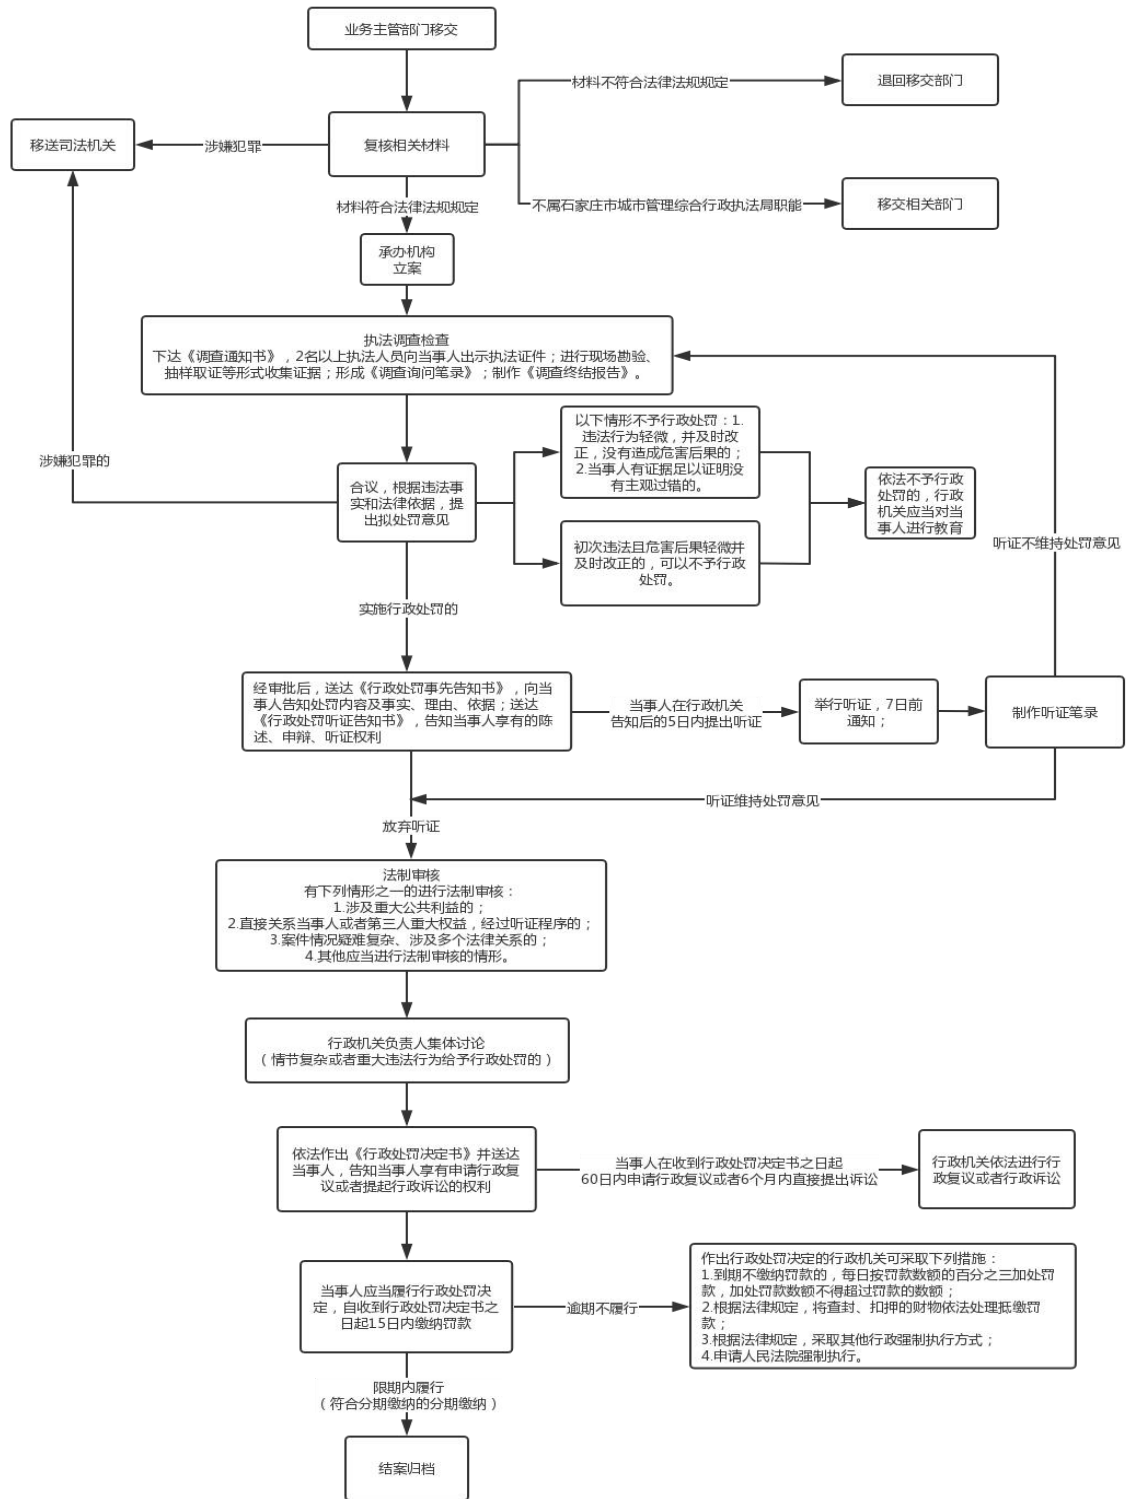 业务主管部门移交
材料不符合法律法规规定
退回移交部门
移送司法机关
涉嫌犯罪
复核相关材料
不属石家庄市城市管理综合行政执法局职能
移交相关部门
材料符合法律法规规定
承办机构
立案
执法调查检查
下达《调查通知书》，2名以上执法人员向当事人出示执法证件；进行现场勘验、
抽样取证等形式收集证据；形成《调查询问笔录》；制作《调查终结报告》。
涉嫌犯罪的
合议，根据违法事
实和法律依据，提
出拟处罚意见
以下情形不予行政处罚：1.
违法行为轻微，并及时改
正，没有造成危害后果的；
2.当事人有证据足以证明没
有主观过错的。
初次违法且危害后果轻微并
及时改正的，可以不予行政
处罚。
依法不予行政
处罚的，行政
机关应当对当
事人进行教育
听证不维持处罚意见
实施行政处罚的
经审批后，送达《行政处罚事先告知书》，向当
事人告知处罚内容及事实、理由、依据；送达
《行政处罚听证告知书》，告知当事人享有的陈
述、申辩、听证权利
当事人在行政机关
告知后的5日内提出听证
举行听证，7日前
通知；
制作听证笔录
听证维持处罚意见
放弃听证
法制审核
有下列情形之一的进行法制审核：
1.涉及重大公共利益的；
2.直接关系当事人或者第三人重大权益，经过听证程序的；
3.案件情况疑难复杂、涉及多个法律关系的；
4.其他应当进行法制审核的情形。
行政机关负责人集体讨论
（情节复杂或者重大违法行为给予行政处罚的）
依法作出《行政处罚决定书》并送达
当事人，告知当事人享有申请行政复
议或者提起行政诉讼的权利
当事人在收到行政处罚决定书之日起
60日内申请行政复议或者6个月内直接提出诉讼
行政机关依法进行行
政复议或者行政诉讼
当事人应当履行行政处罚决
定，自收到行政处罚决定书之
日起15日内缴纳罚款
逾期不履行
作出行政处罚决定的行政机关可采取下列措施：
1.到期不缴纳罚款的，每日按罚款数额的百分之三加处罚
款，加处罚款数额不得超过罚款的数额；
2.根据法律规定，将查封、扣押的财物依法处理抵缴罚
款；
3.根据法律规定，采取其他行政强制执行方式；
4.申请人民法院强制执行。
限期内履行
（符合分期缴纳的分期缴纳）
结案归档